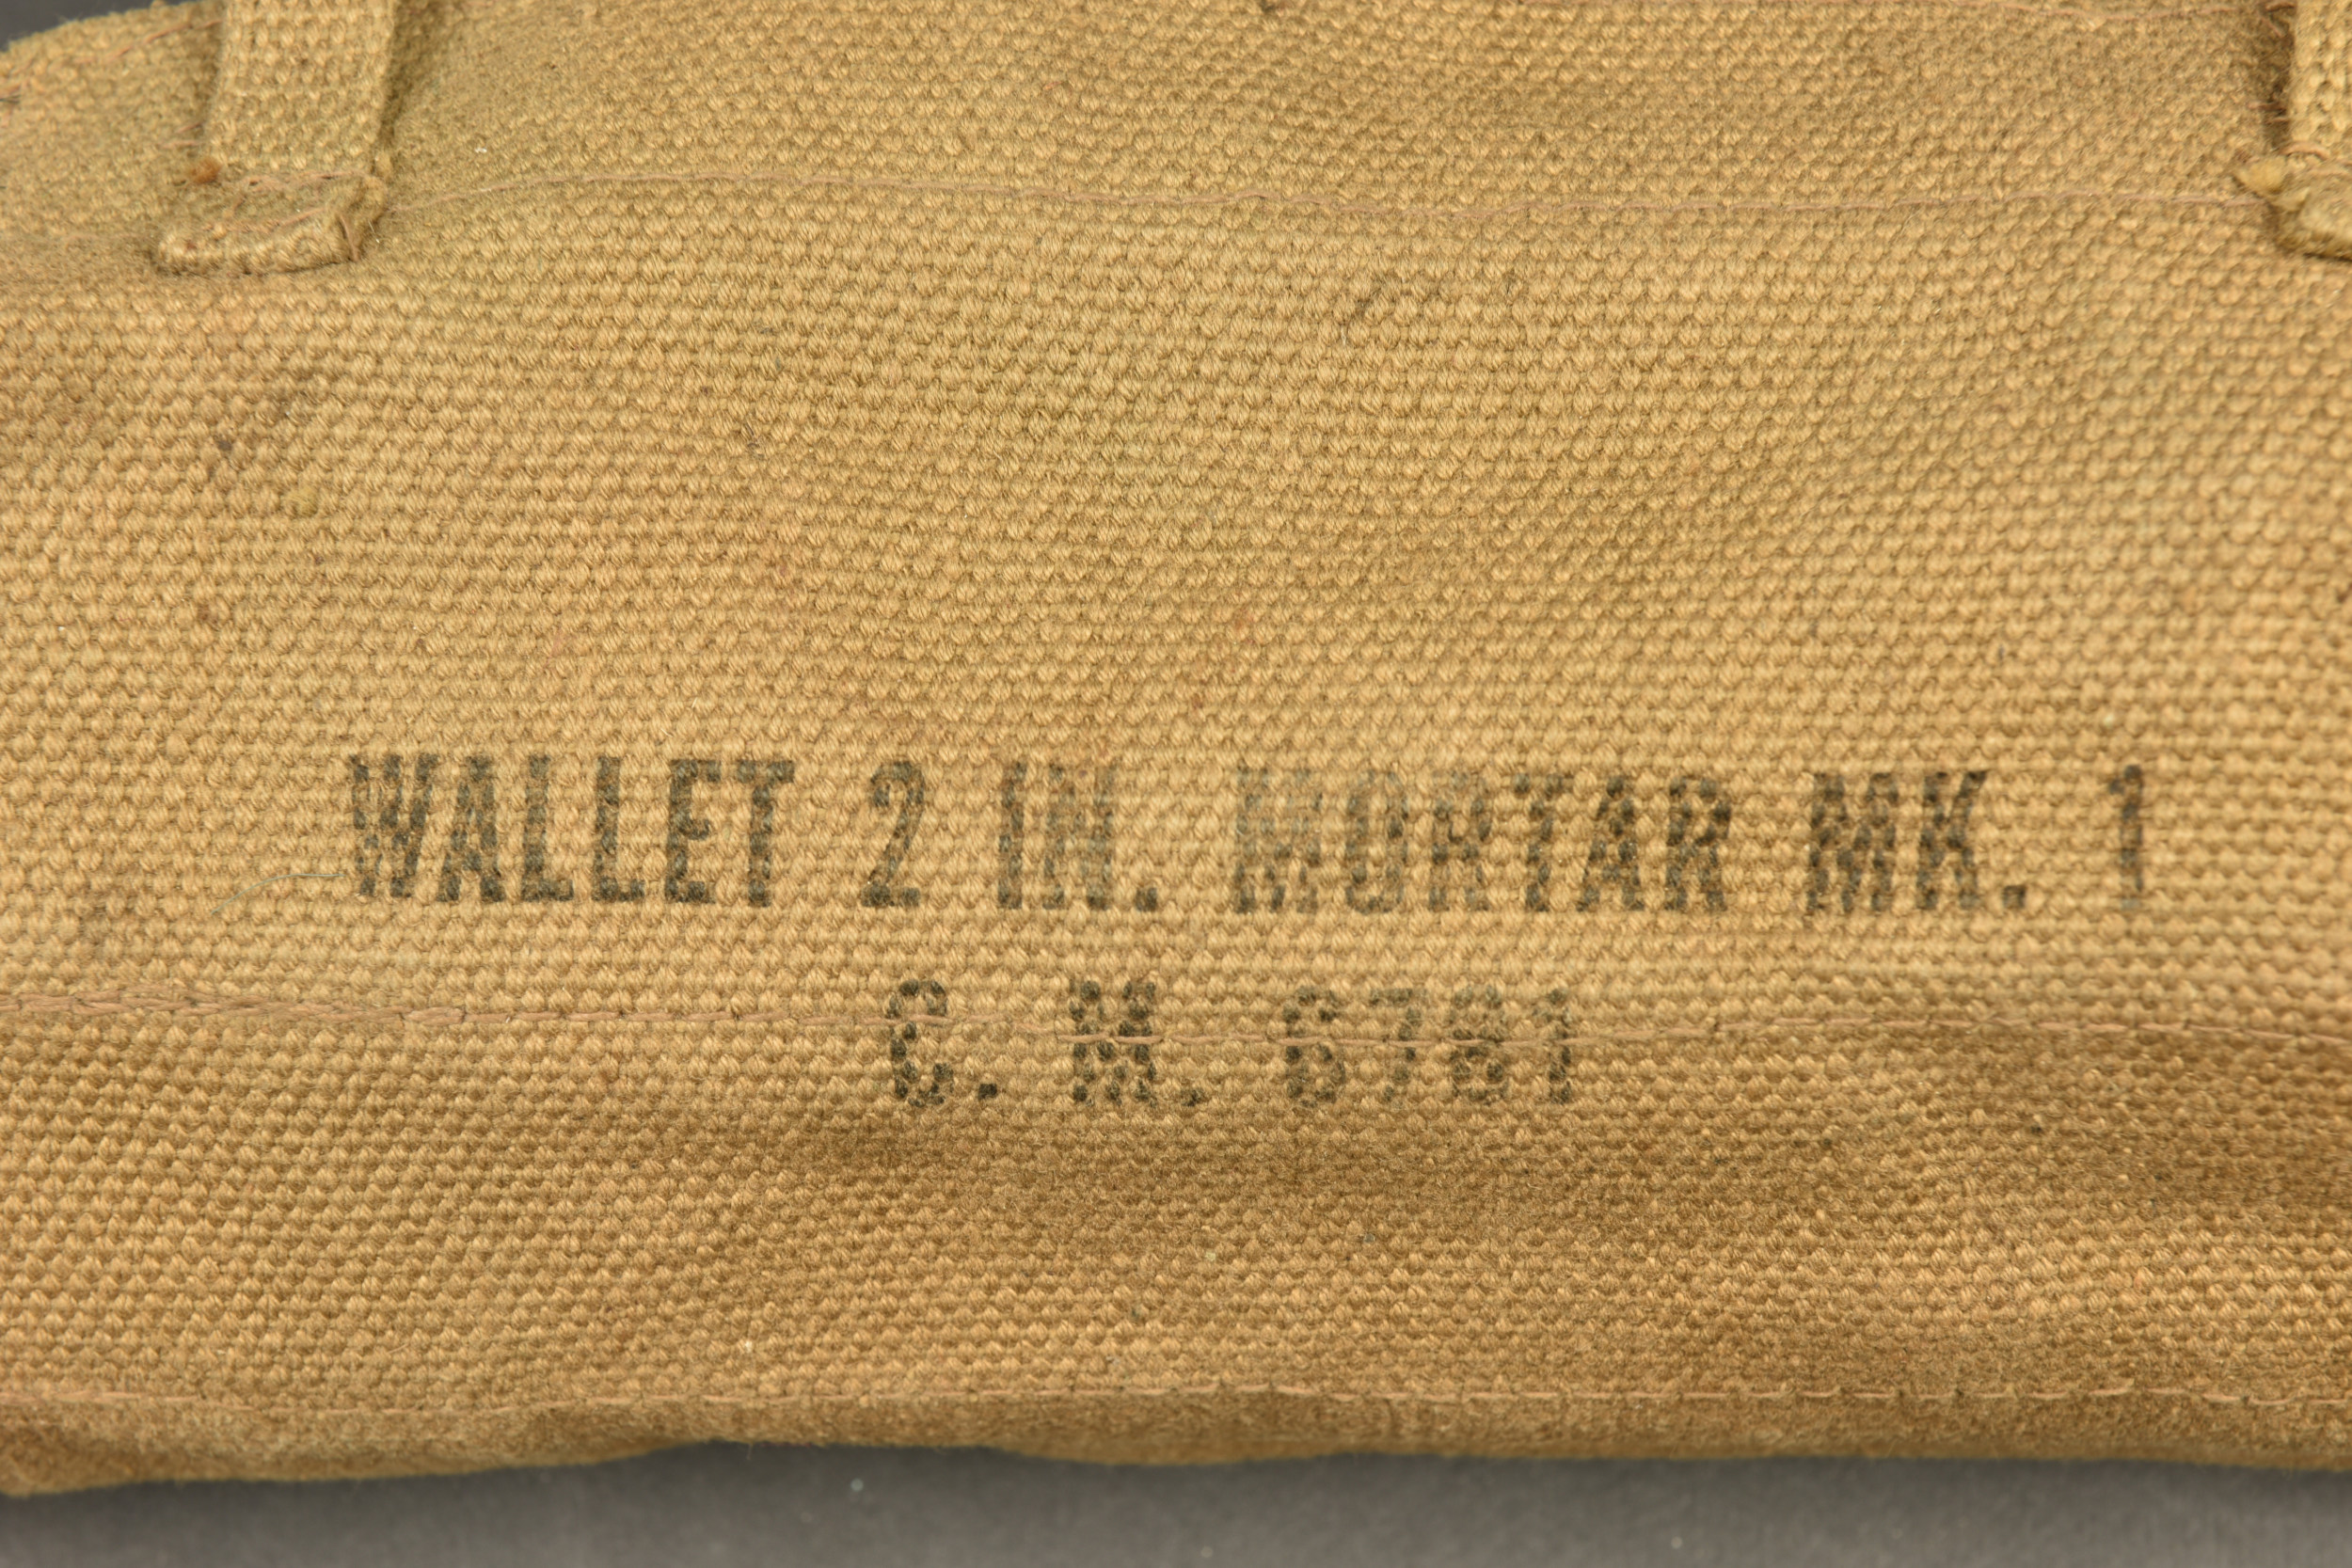 WALLET 2 IN. MORTAR MK. 1
C. M. 6781